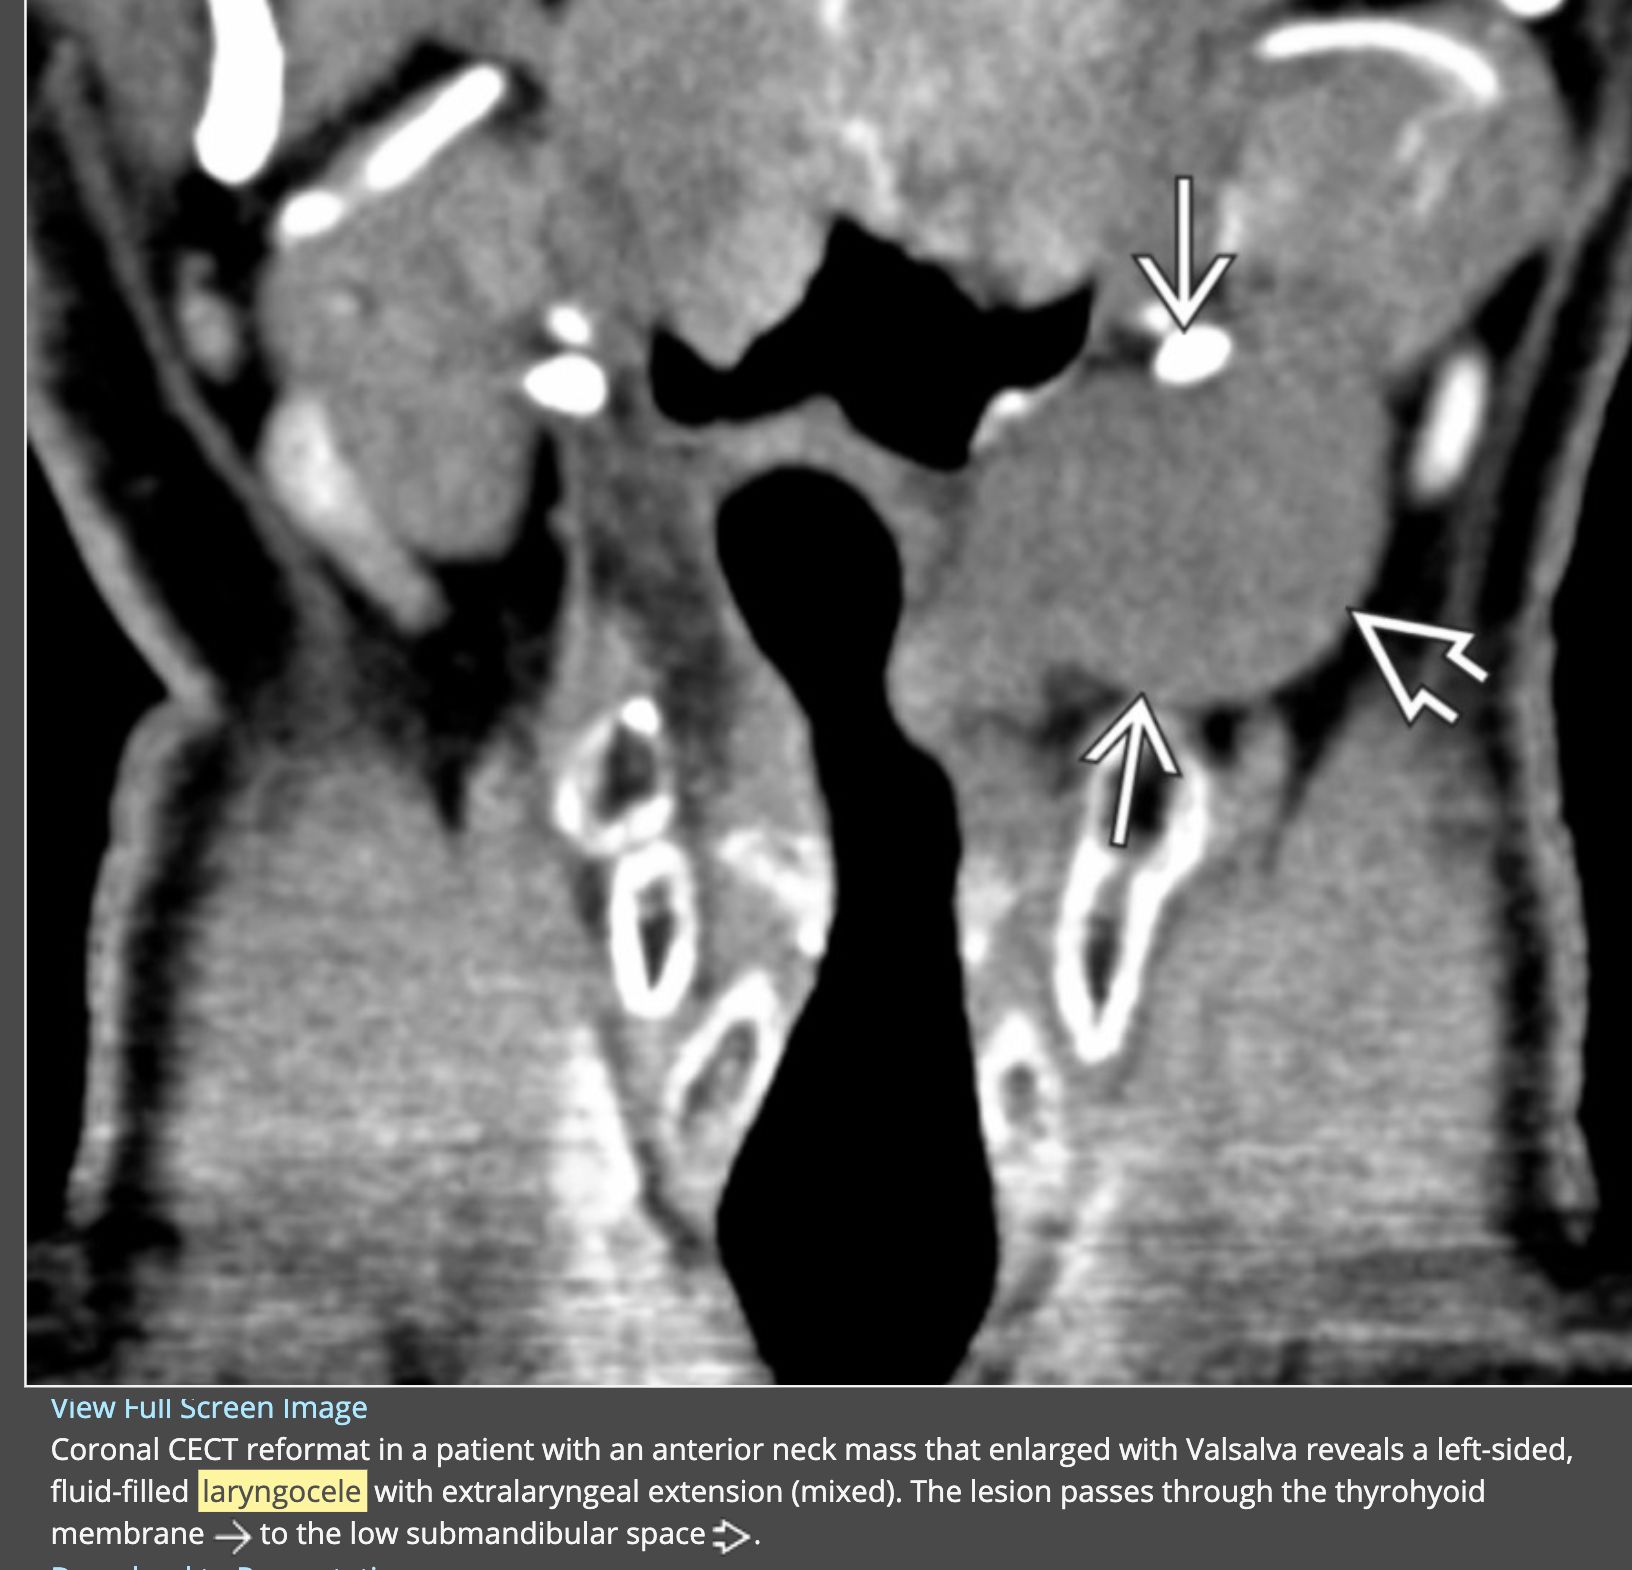 View Full Screen Image
Coronal CECT reformat in a patient with an anterior neck mass that enlarged with Valsalva reveals a left-sided,
fluid-filled laryngocele with extralaryngeal extension (mixed). The lesion passes through the thyrohyoid
membrane → to the low submandibular space ⇨.